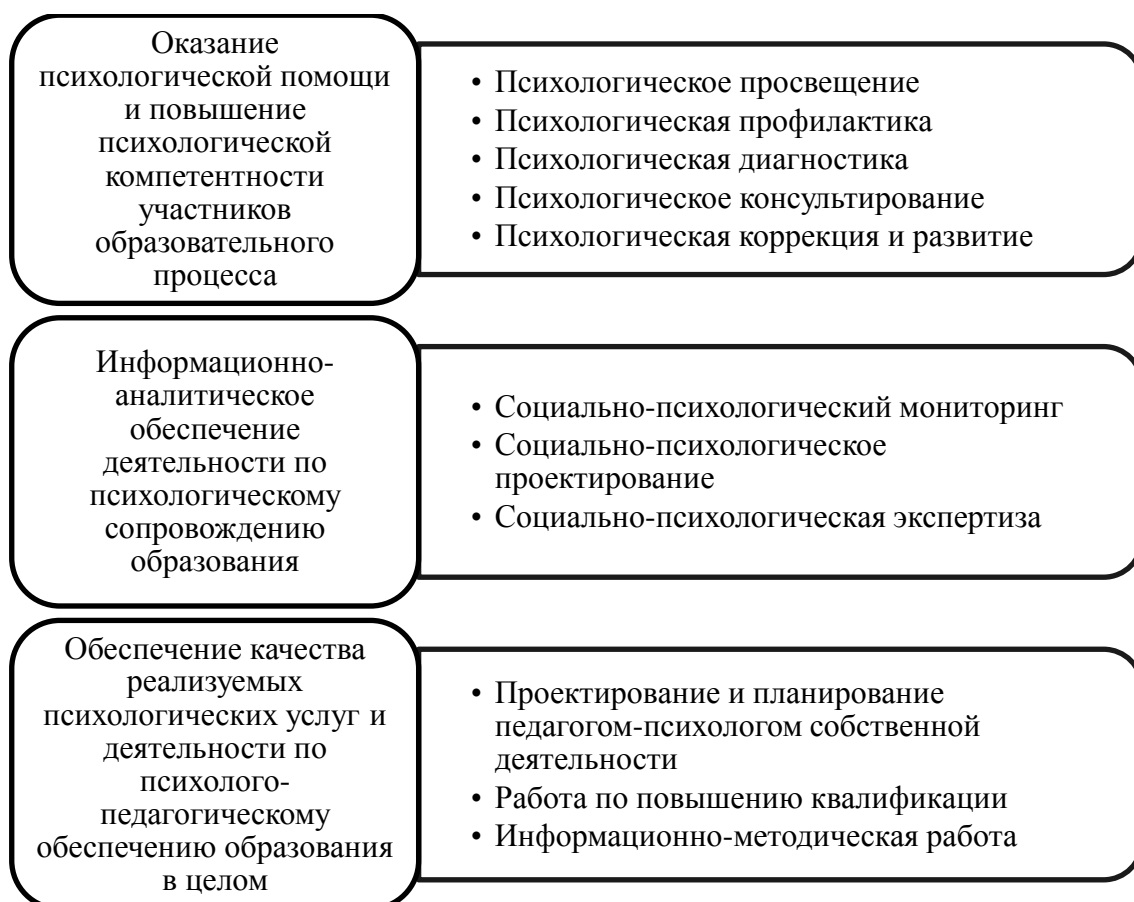 Оказание
психологической помощи
и повышение
психологической
компетентности
участников
образовательного
процесса
• Психологическое просвещение
• Психологическая профилактика
• Психологическая диагностика
• Психологическое консультирование
• Психологическая коррекция и развитие
Информационно-
аналитическое
обеспечение
деятельности по
психологическому
сопровождению
образования
• Социально-психологический мониторинг
• Социально-психологическое
проектирование
• Социально-психологическая экспертиза
Обеспечение качества
реализуемых
психологических услуг и
деятельности по
психолого-
педагогическому
обеспечению образования
в целом
• Проектирование и планирование
педагогом-психологом собственной
деятельности
• Работа по повышению квалификации
• Информационно-методическая работа